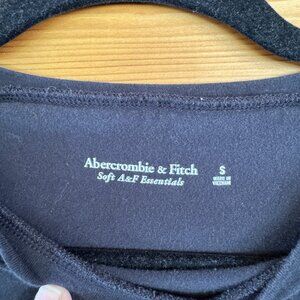 Abercrombie & Fitch
Soft A&F Essentials
S
MADE IN
VIETNAM